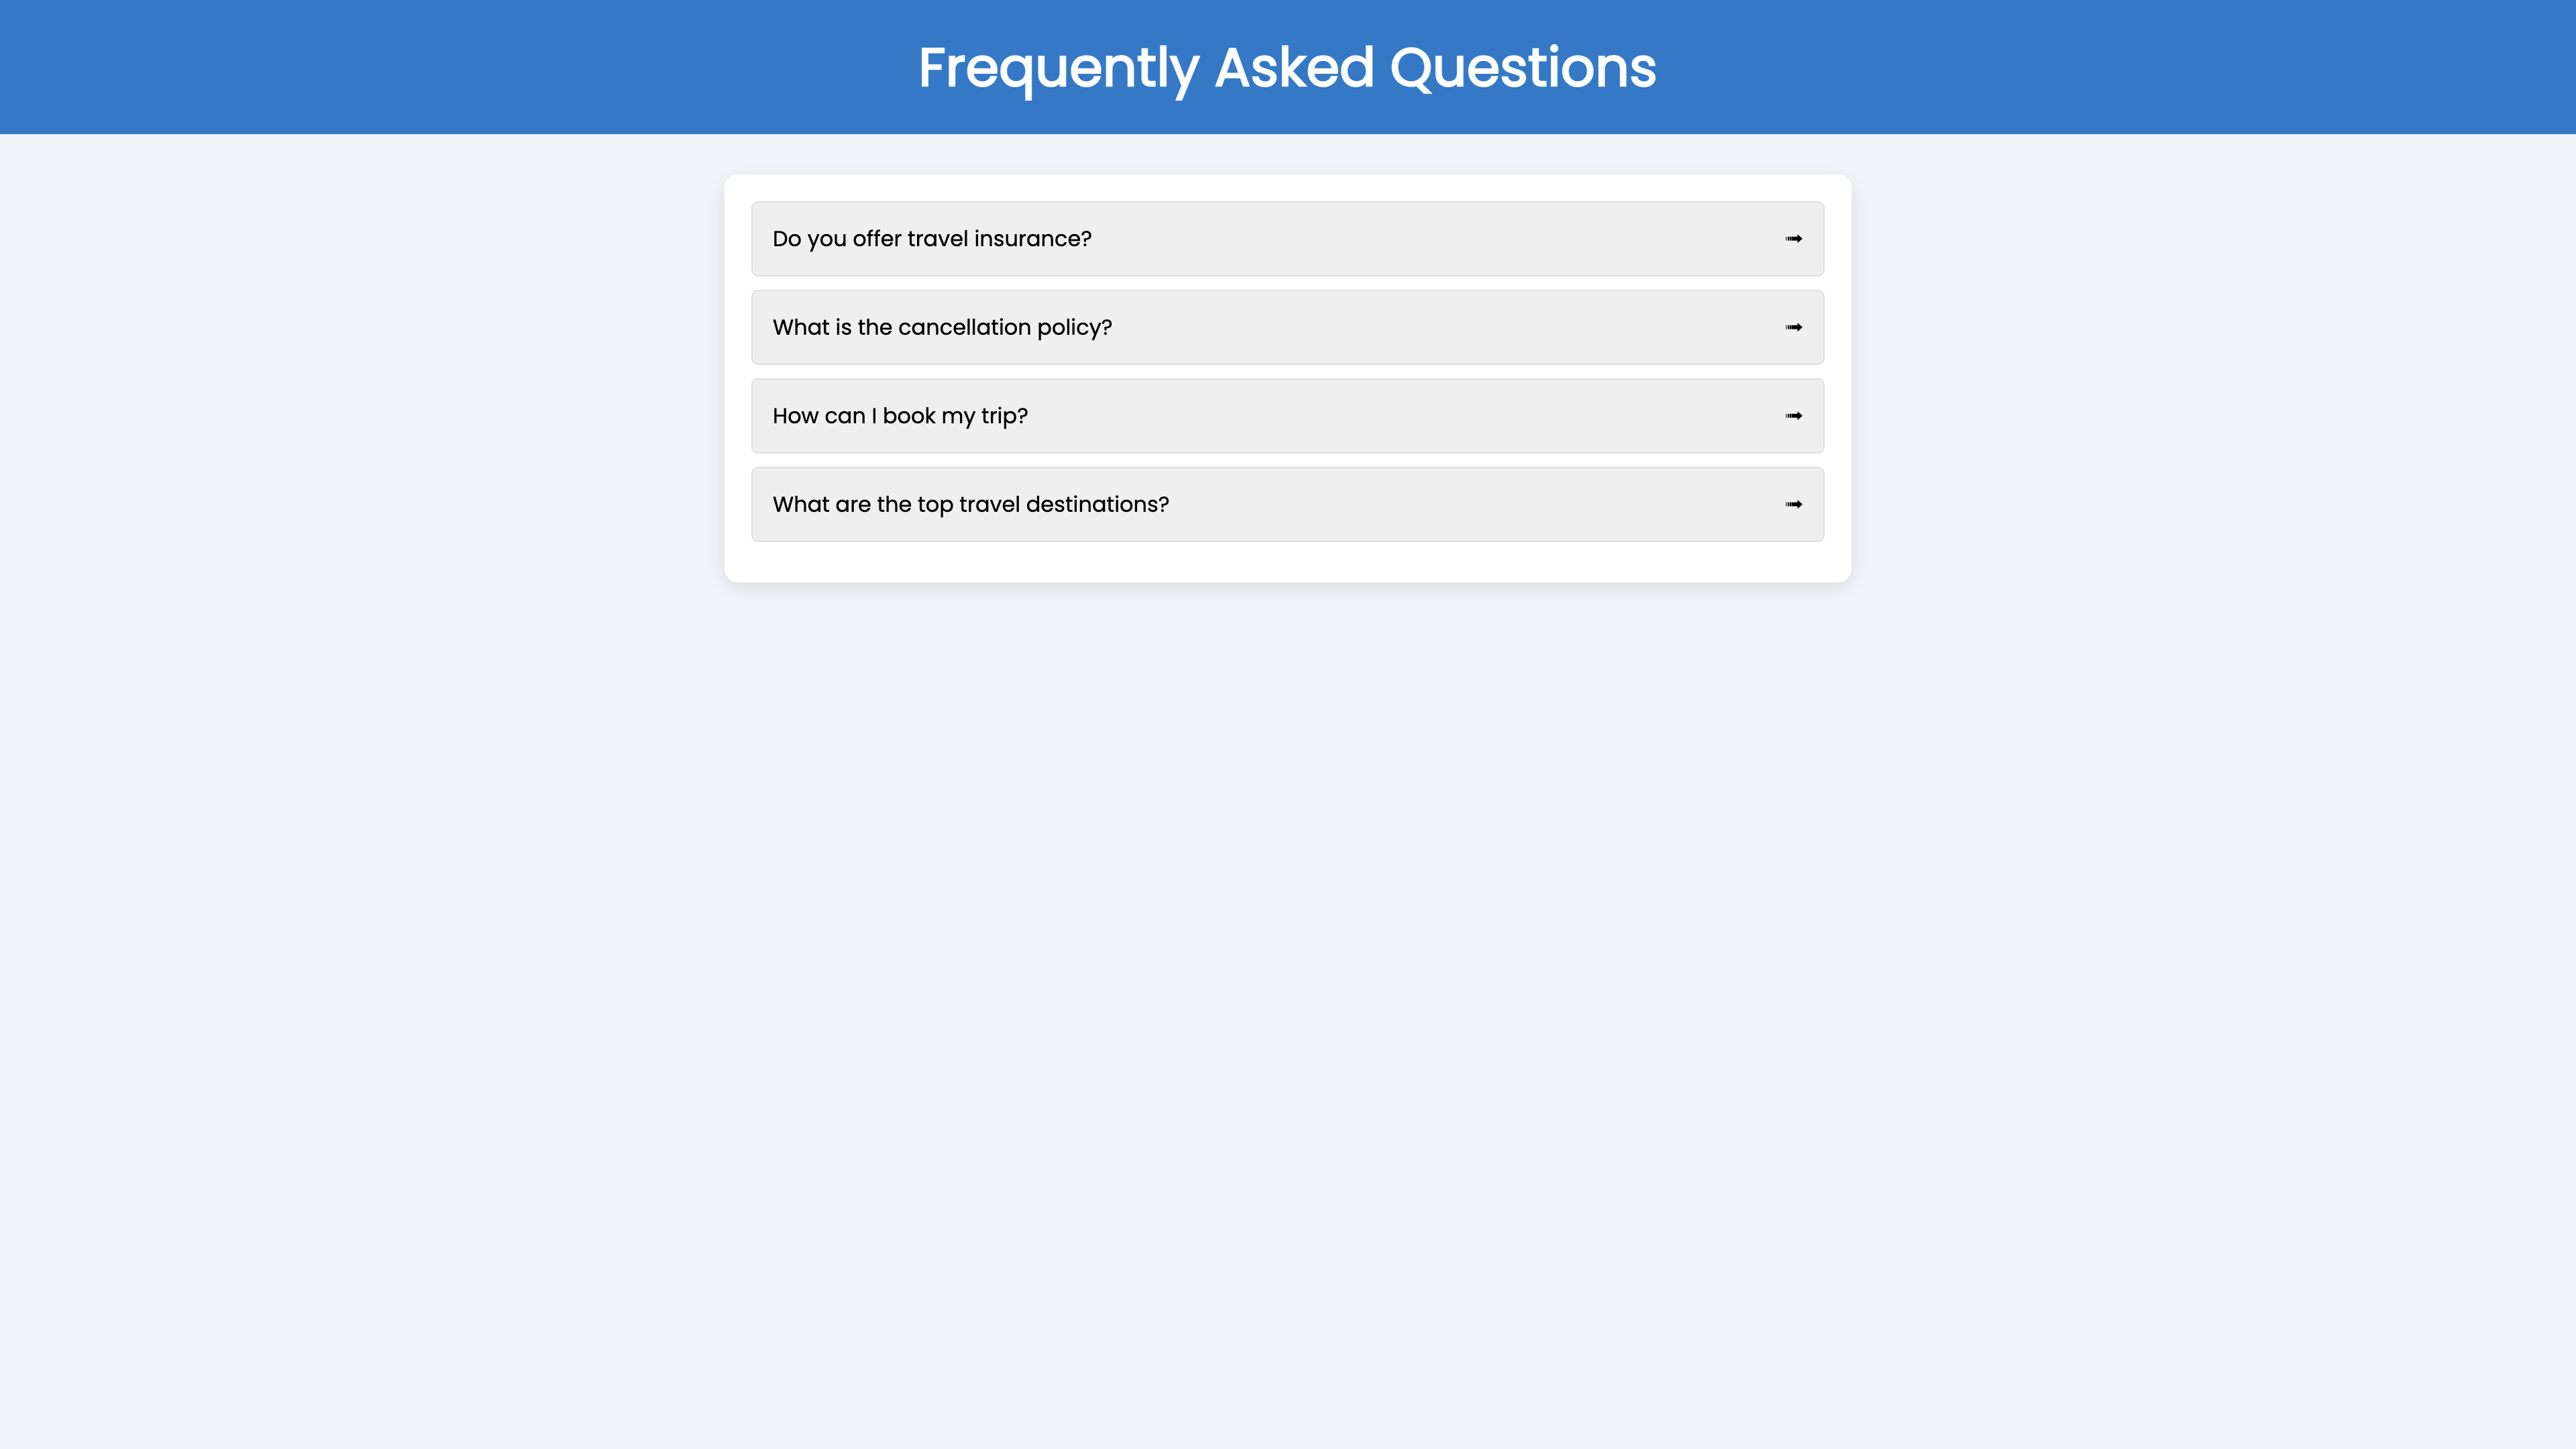 Frequently Asked Questions
Do you offer travel insurance?
What is the cancellation policy?
How can I book my trip?
What are the top travel destinations?